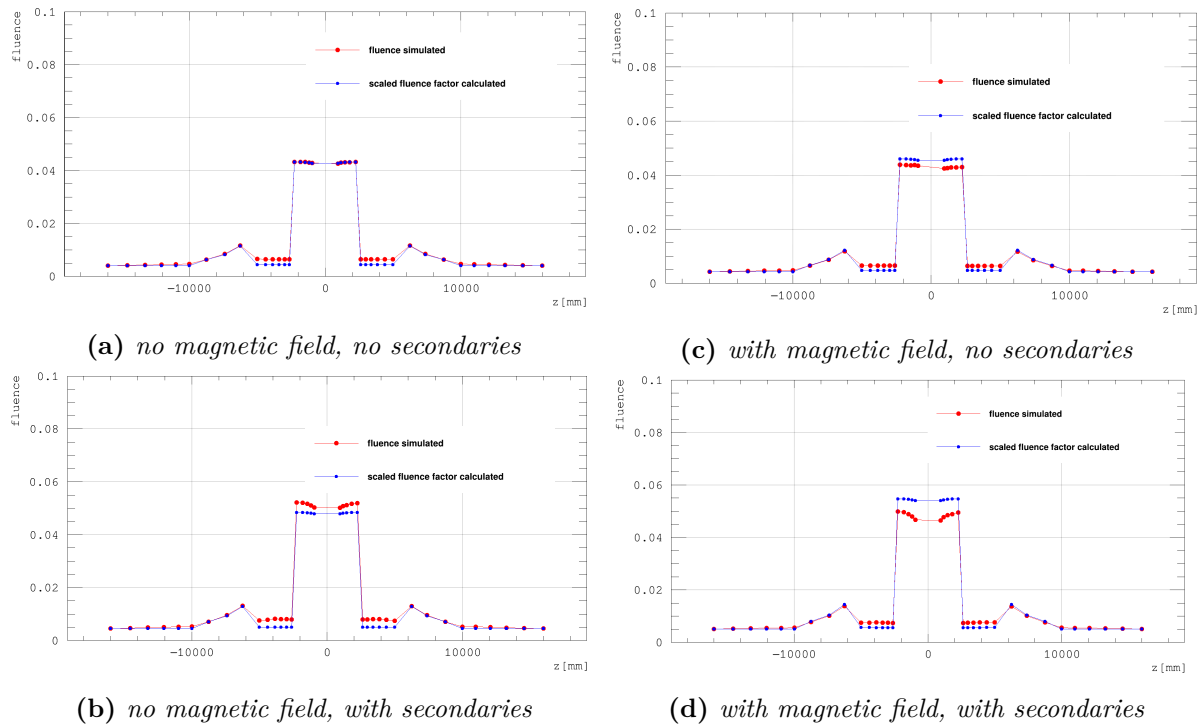 fluence
0.1
0.08
0.06
0.04
0.02
0
fluence simulated
scaled fluence factor calculated
−10000
0
10000
z [mm]
(a) no magnetic field, no secondaries
fluence
0.1
0.08
0.06
0.04
0.02
0
fluence simulated
scaled fluence factor calculated
−10000
0
10000
z [mm]
(c) with magnetic field, no secondaries
fluence
0.1
0.08
0.06
0.04
0.02
0
fluence simulated
scaled fluence factor calculated
−10000
0
10000
z [mm]
(b) no magnetic field, with secondaries
fluence
0.1
0.08
0.06
0.04
0.02
0
fluence simulated
scaled fluence factor calculated
−10000
0
10000
z [mm]
(d) with magnetic field, with secondaries